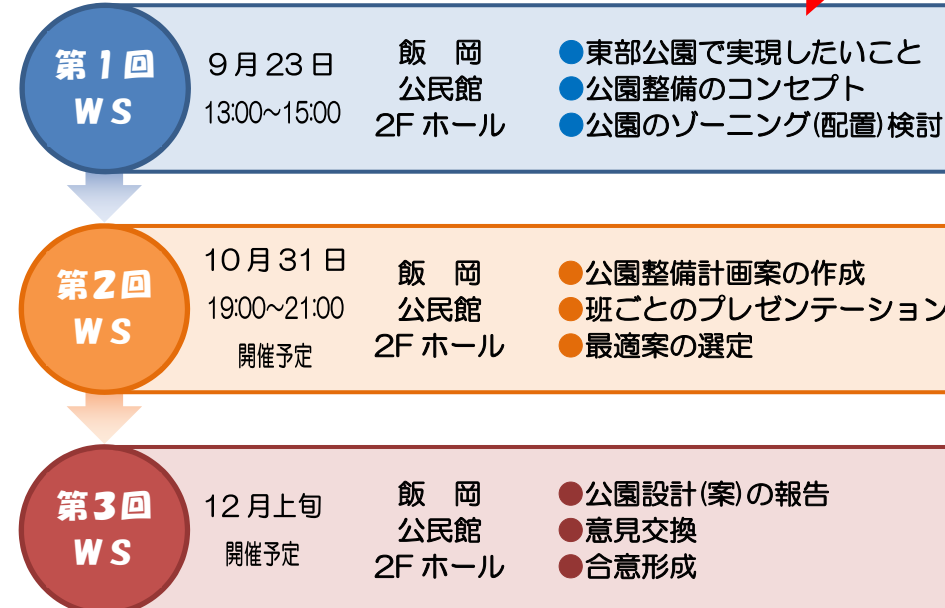 第1回
WS
9月23日
13:00~15:00
飯　岡
公民館
2Fホール
●東部公園で実現したいこと
●公園整備のコンセプト
●公園のゾーニング(配置)検討
第2回
WS
10月31日
19:00~21:00
開催予定
飯　岡
公民館
2Fホール
●公園整備計画案の作成
●班ごとのプレゼンテーション
●最適案の選定
第3回
WS
12月上旬
開催予定
飯　岡
公民館
2Fホール
●公園設計(案)の報告
●意見交換
●合意形成